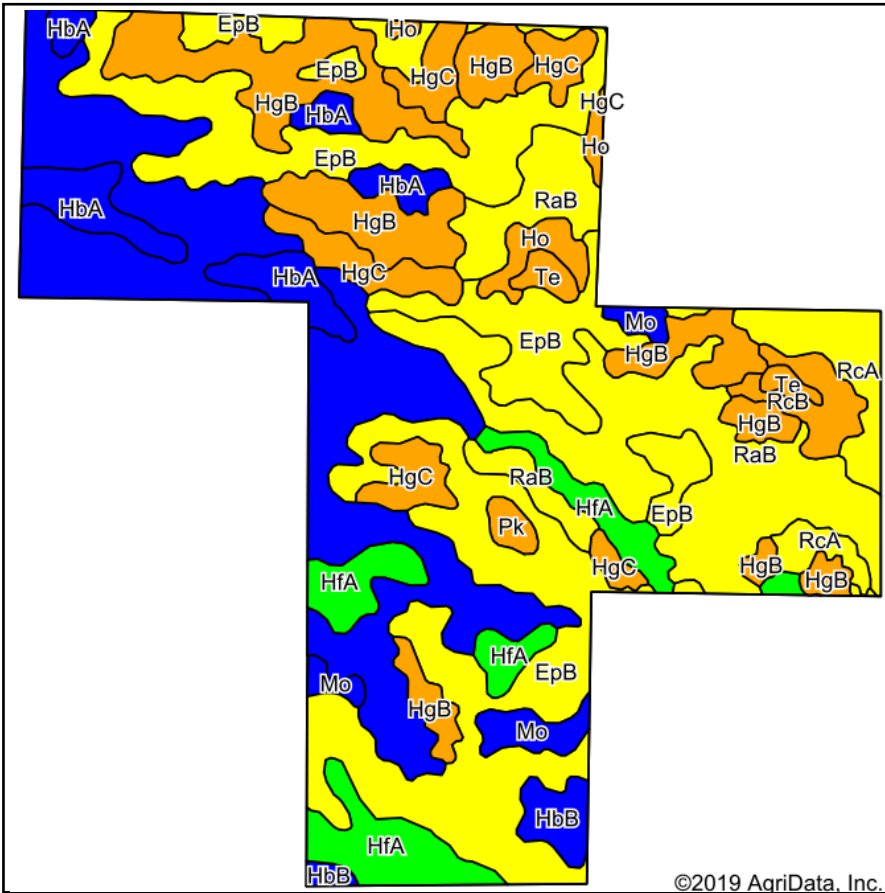 HbA
EpB
Ho
EpB
HgC
HgB
HgC
HgB
HbA
HgC
Ho
EpB
HbA
RaB
HbA
HgB
Ho
HbA
HgC
Te
Mo
EpB
HgB
RcA
Te
RcB
HgB
RaB
HgC
RaB
HfA
EpB
Pk
RcA
HgC
HgB
HgB
HfA
HfA
EpB
Mo
HgB
Mo
HbB
HfA
HbB
©2019 AgriData, Inc.